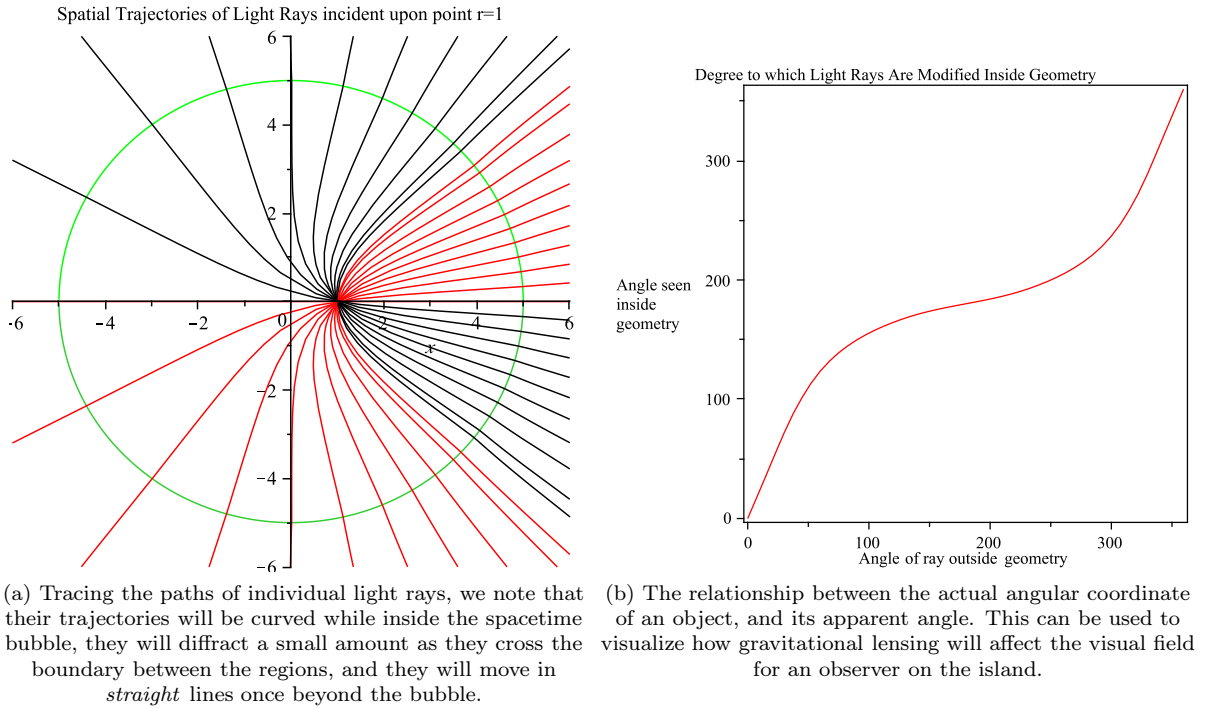 Spatial Trajectories of Light Rays incident upon point r=1
6
4
2
0
−2
−4
−6
-6
−4
−2
2
4
6
x
(a) Tracing the paths of individual light rays, we note that
their trajectories will be curved while inside the spacetime
bubble, they will diffract a small amount as they cross the
boundary between the regions, and they will move in
straight lines once beyond the bubble.
Degree to which Light Rays Are Modified Inside Geometry
300
200
100
0
Angle seen
inside
geometry
0
100
200
300
Angle of ray outside geometry
(b) The relationship between the actual angular coordinate
of an object, and its apparent angle. This can be used to
visualize how gravitational lensing will affect the visual field
for an observer on the island.